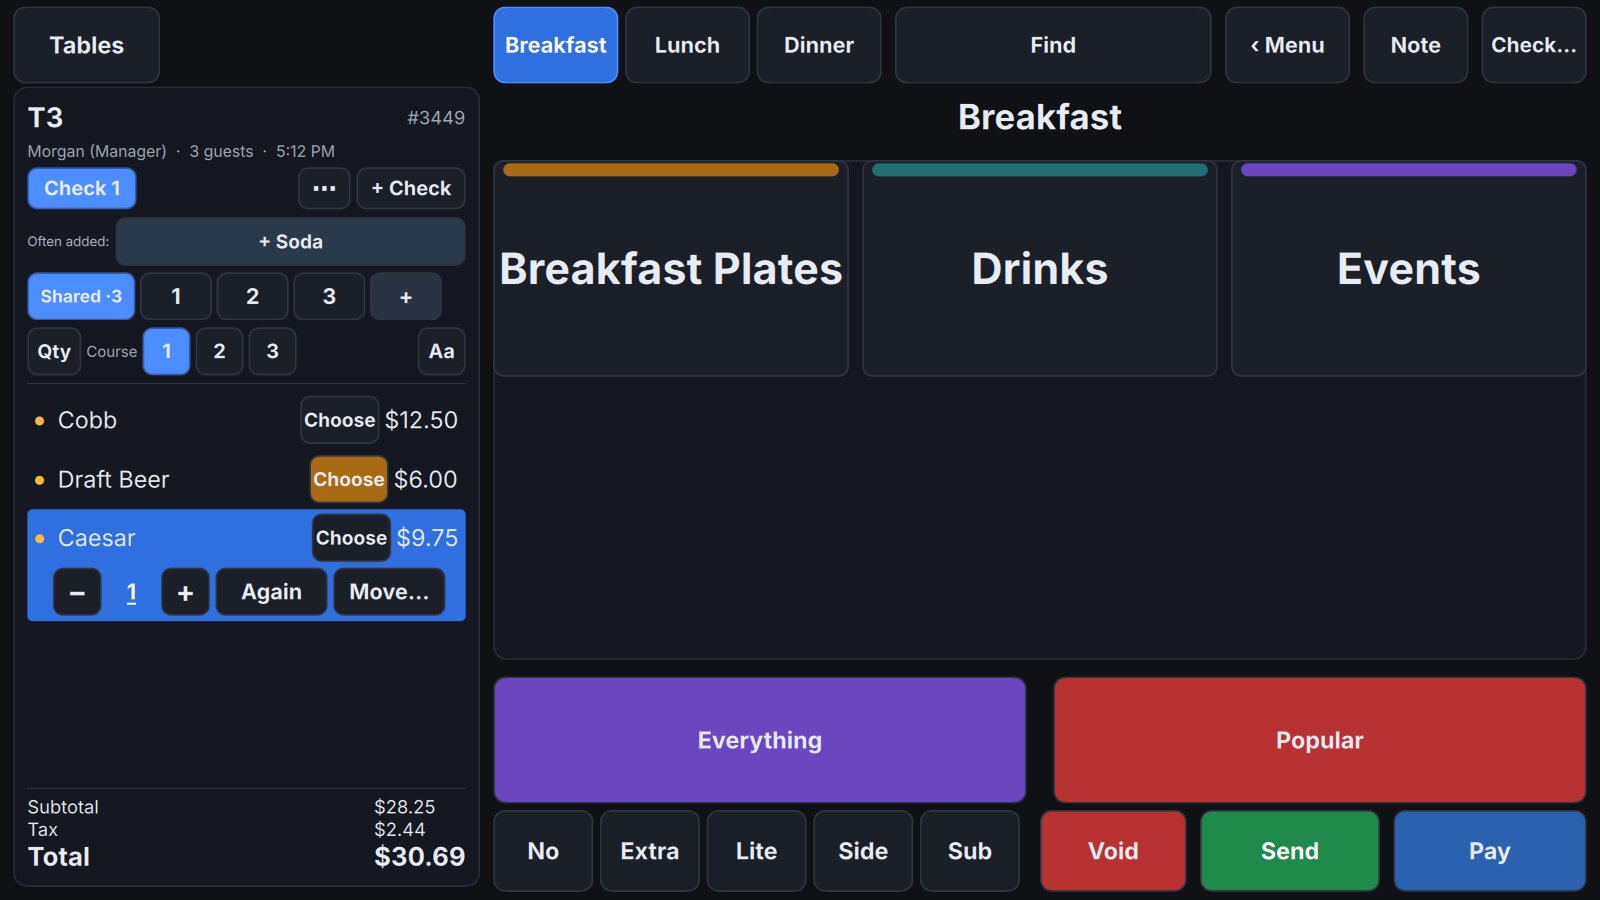 Tables
Breakfast
Lunch
Dinner
Find
‹ Menu
Note
Check...
T3
#3449
Morgan (Manager) · 3 guests · 5:12 PM
Check 1
...
+ Check
Often added:
+ Soda
Shared ·3
1
2
3
+
Qty
Course
1
2
3
Aa
Cobb
Choose
$12.50
Draft Beer
Choose
$6.00
Caesar
Choose
$9.75
−
1
+
Again
Move...
Subtotal
$28.25
Tax
$2.44
Total
$30.69
Breakfast
Breakfast Plates
Drinks
Events
Everything
Popular
No
Extra
Lite
Side
Sub
Void
Send
Pay